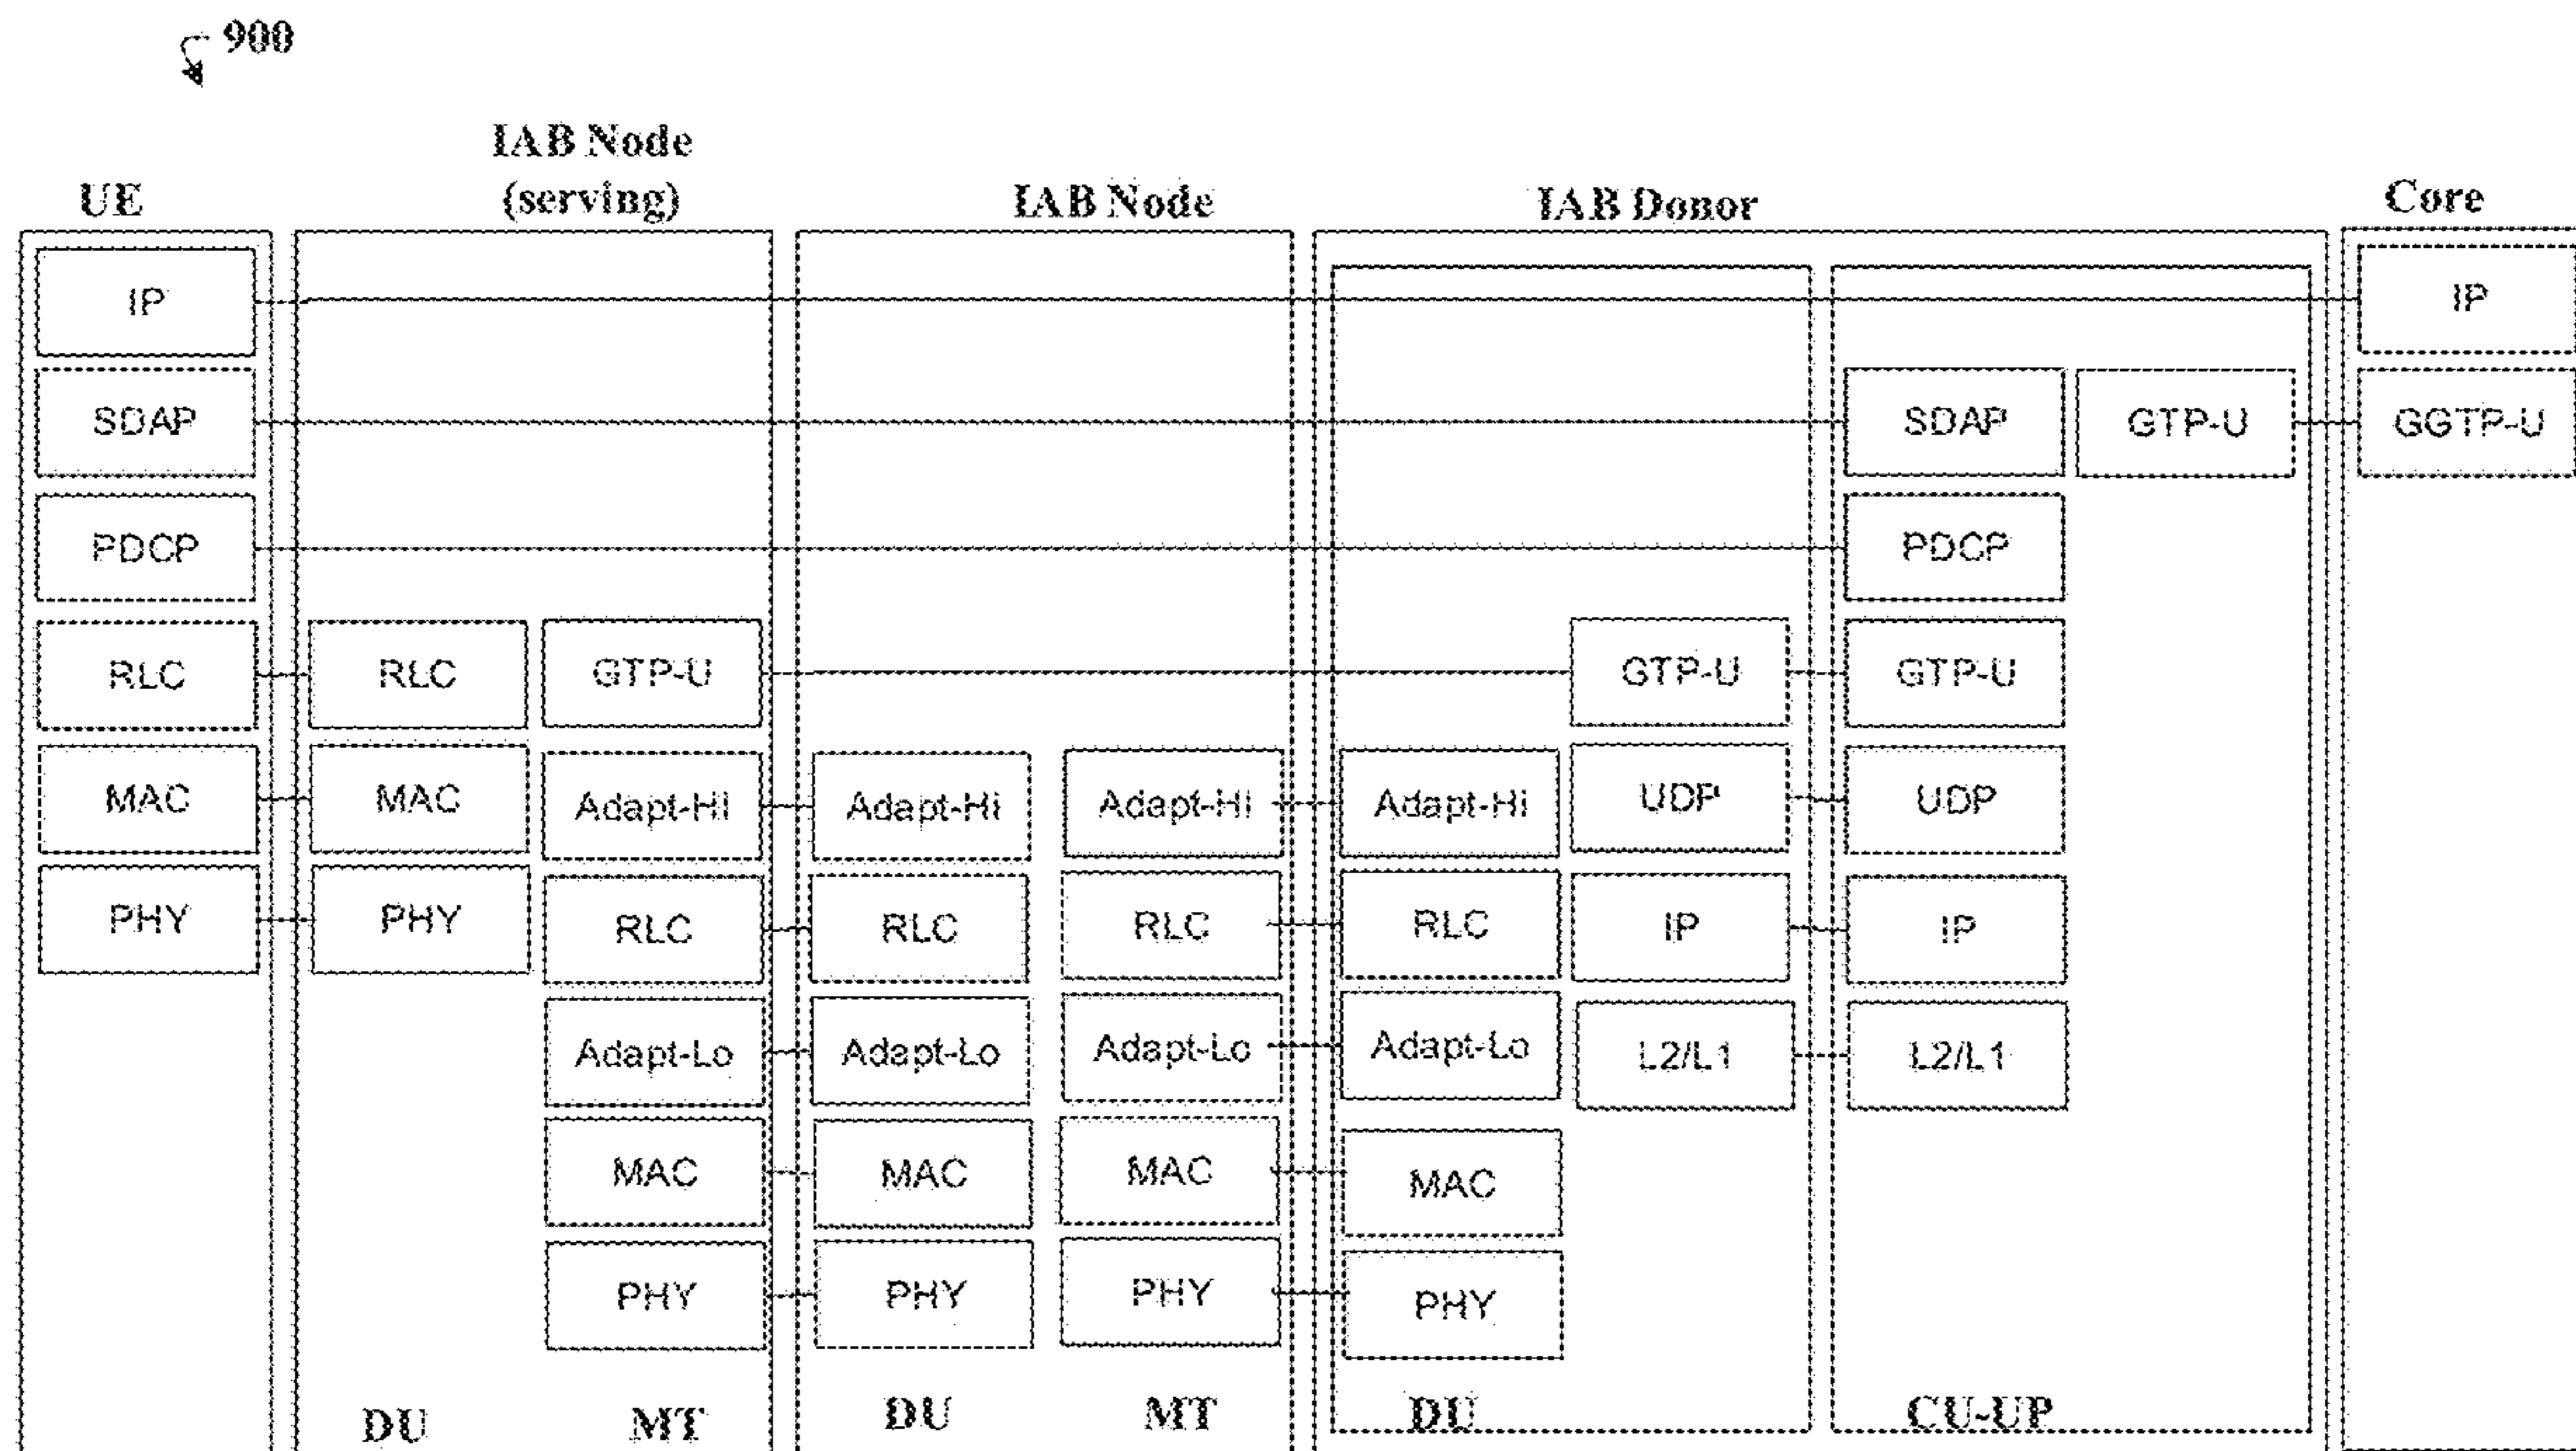 900
UE
IAB Node
(serving)
IAB Node
IAB Donor
Core
IP
IP
SDAP
SDAP
GTP-U
GGTP-U
PDCP
PDCP
RLC
RLC
GTP-U
GTP-U
GTP-U
MAC
MAC
Adapt-Hi
Adapt-Hi
Adapt-Hi
Adapt-Hi
UDP
UDP
PHY
PHY
RLC
RLC
RLC
RLC
IP
IP
Adapt-Lo
Adapt-Lo
Adapt-Lo
Adapt-Lo
L2/L1
L2/L1
MAC
MAC
MAC
MAC
PHY
PHY
PHY
PHY
DU
MT
DU
MT
DU
CU-UP